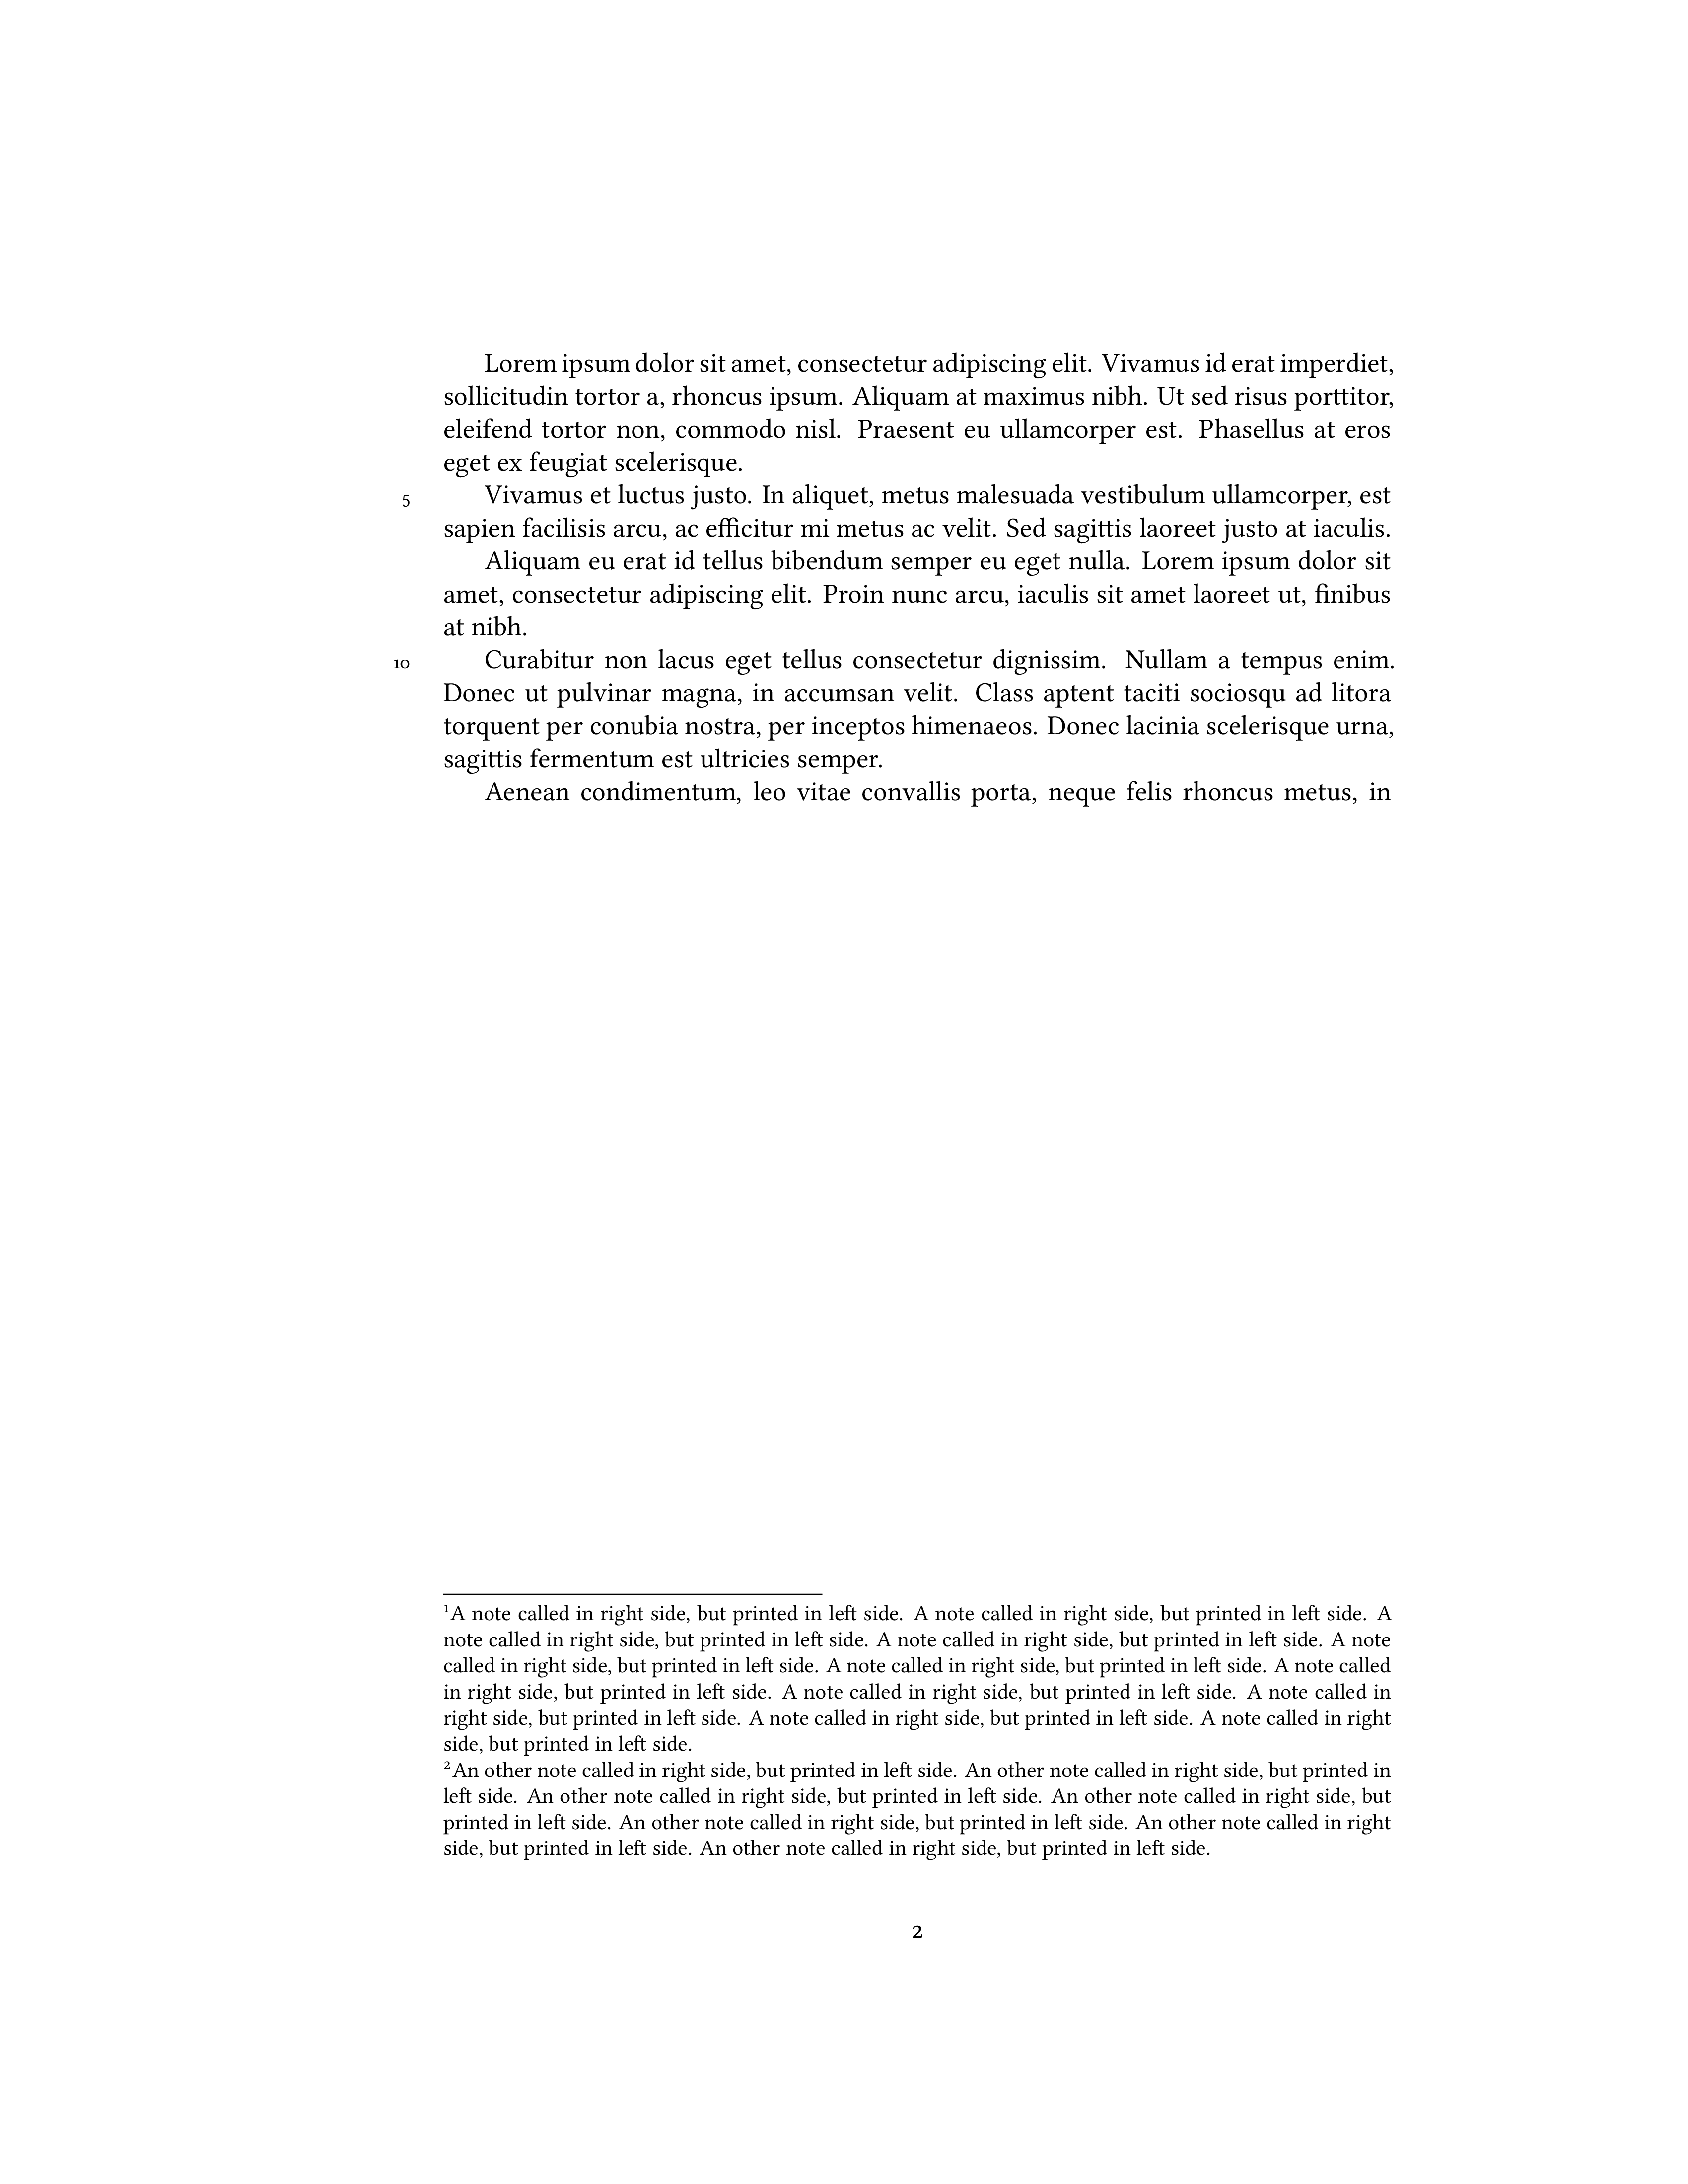 Lorem ipsum dolor sit amet, consectetur adipiscing elit. Vivamus id erat imperdiet,
sollicitudin tortor a, rhoncus ipsum. Aliquam at maximus nibh. Ut sed risus porttitor,
eleifend tortor non, commodo nisl. Praesent eu ullamcorper est. Phasellus at eros
eget ex feugiat scelerisque.
5 Vivamus et luctus justo. In aliquet, metus malesuada vestibulum ullamcorper, est
sapien facilisis arcu, ac efficitur mi metus ac velit. Sed sagittis laoreet justo at iaculis.
Aliquam eu erat id tellus bibendum semper eu eget nulla. Lorem ipsum dolor sit
amet, consectetur adipiscing elit. Proin nunc arcu, iaculis sit amet laoreet ut, finibus
at nibh.
10 Curabitur non lacus eget tellus consectetur dignissim. Nullam a tempus enim.
Donec ut pulvinar magna, in accumsan velit. Class aptent taciti sociosqu ad litora
torquent per conubia nostra, per inceptos himenaeos. Donec lacinia scelerisque urna,
sagittis fermentum est ultricies semper.
Aenean condimentum, leo vitae convallis porta, neque felis rhoncus metus, in
¹A note called in right side, but printed in left side. A note called in right side, but printed in left side. A
note called in right side, but printed in left side. A note called in right side, but printed in left side. A note
called in right side, but printed in left side. A note called in right side, but printed in left side. A note called
in right side, but printed in left side. A note called in right side, but printed in left side. A note called in
right side, but printed in left side. A note called in right side, but printed in left side. A note called in right
side, but printed in left side.
²An other note called in right side, but printed in left side. An other note called in right side, but printed in
left side. An other note called in right side, but printed in left side. An other note called in right side, but
printed in left side. An other note called in right side, but printed in left side. An other note called in right
side, but printed in left side. An other note called in right side, but printed in left side.
2